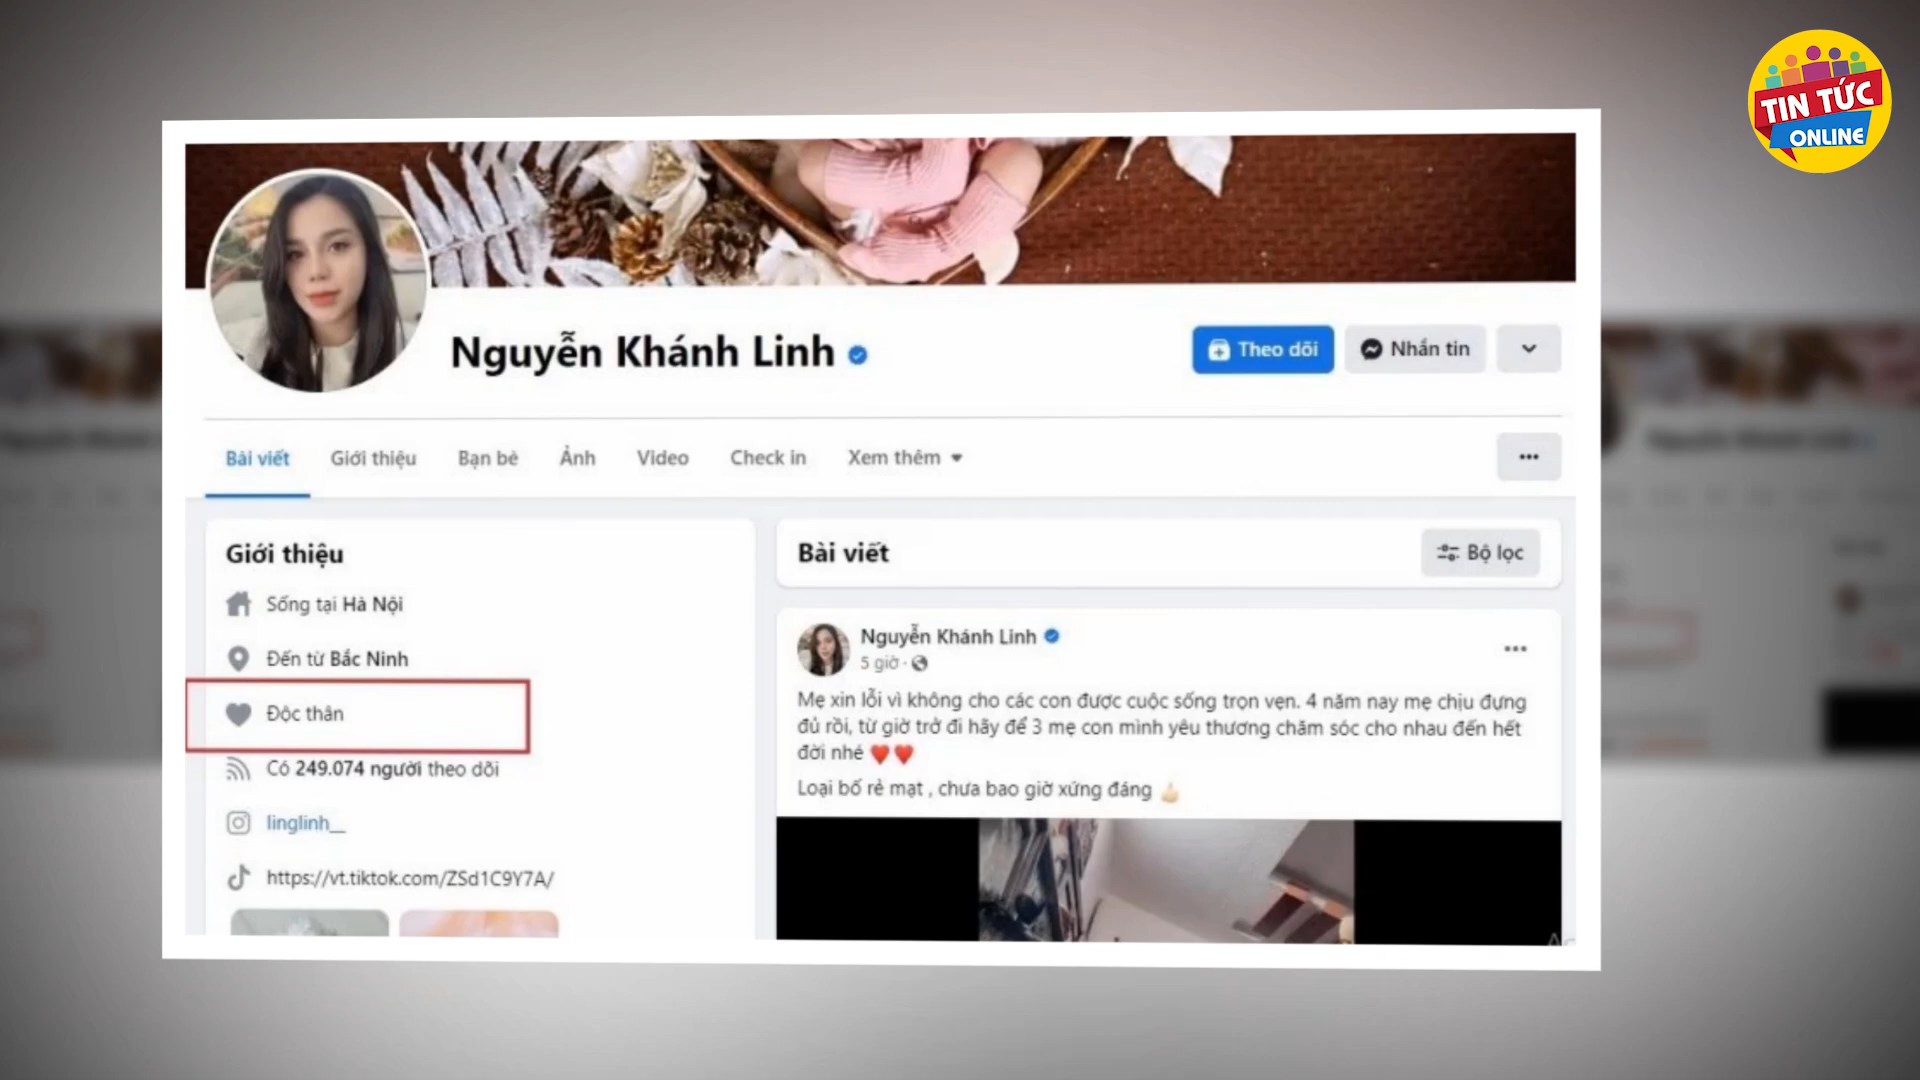 TIN TỨC
ONLINE
Nguyễn Khánh Linh
Theo dõi
Nhắn tin
Bài viết
Giới thiệu
Bạn bè
Ảnh
Video
Check in
Xem thêm
Giới thiệu
Sống tại Hà Nội
Đến từ Bắc Ninh
Độc thân
Có 249.074 người theo dõi
linglinh__
https://vt.tiktok.com/ZSd1C9Y7A/
Bài viết
Bộ lọc
Nguyễn Khánh Linh
5 giờ ·
Mẹ xin lỗi vì không cho các con được cuộc sống trọn vẹn. 4 năm nay mẹ chịu đựng
đủ rồi, từ giờ trở đi hãy để 3 mẹ con mình yêu thương chăm sóc cho nhau đến hết
đời nhé ❤️❤️
Loại bố rẻ mạt , chưa bao giờ xứng đáng 🖕🏻